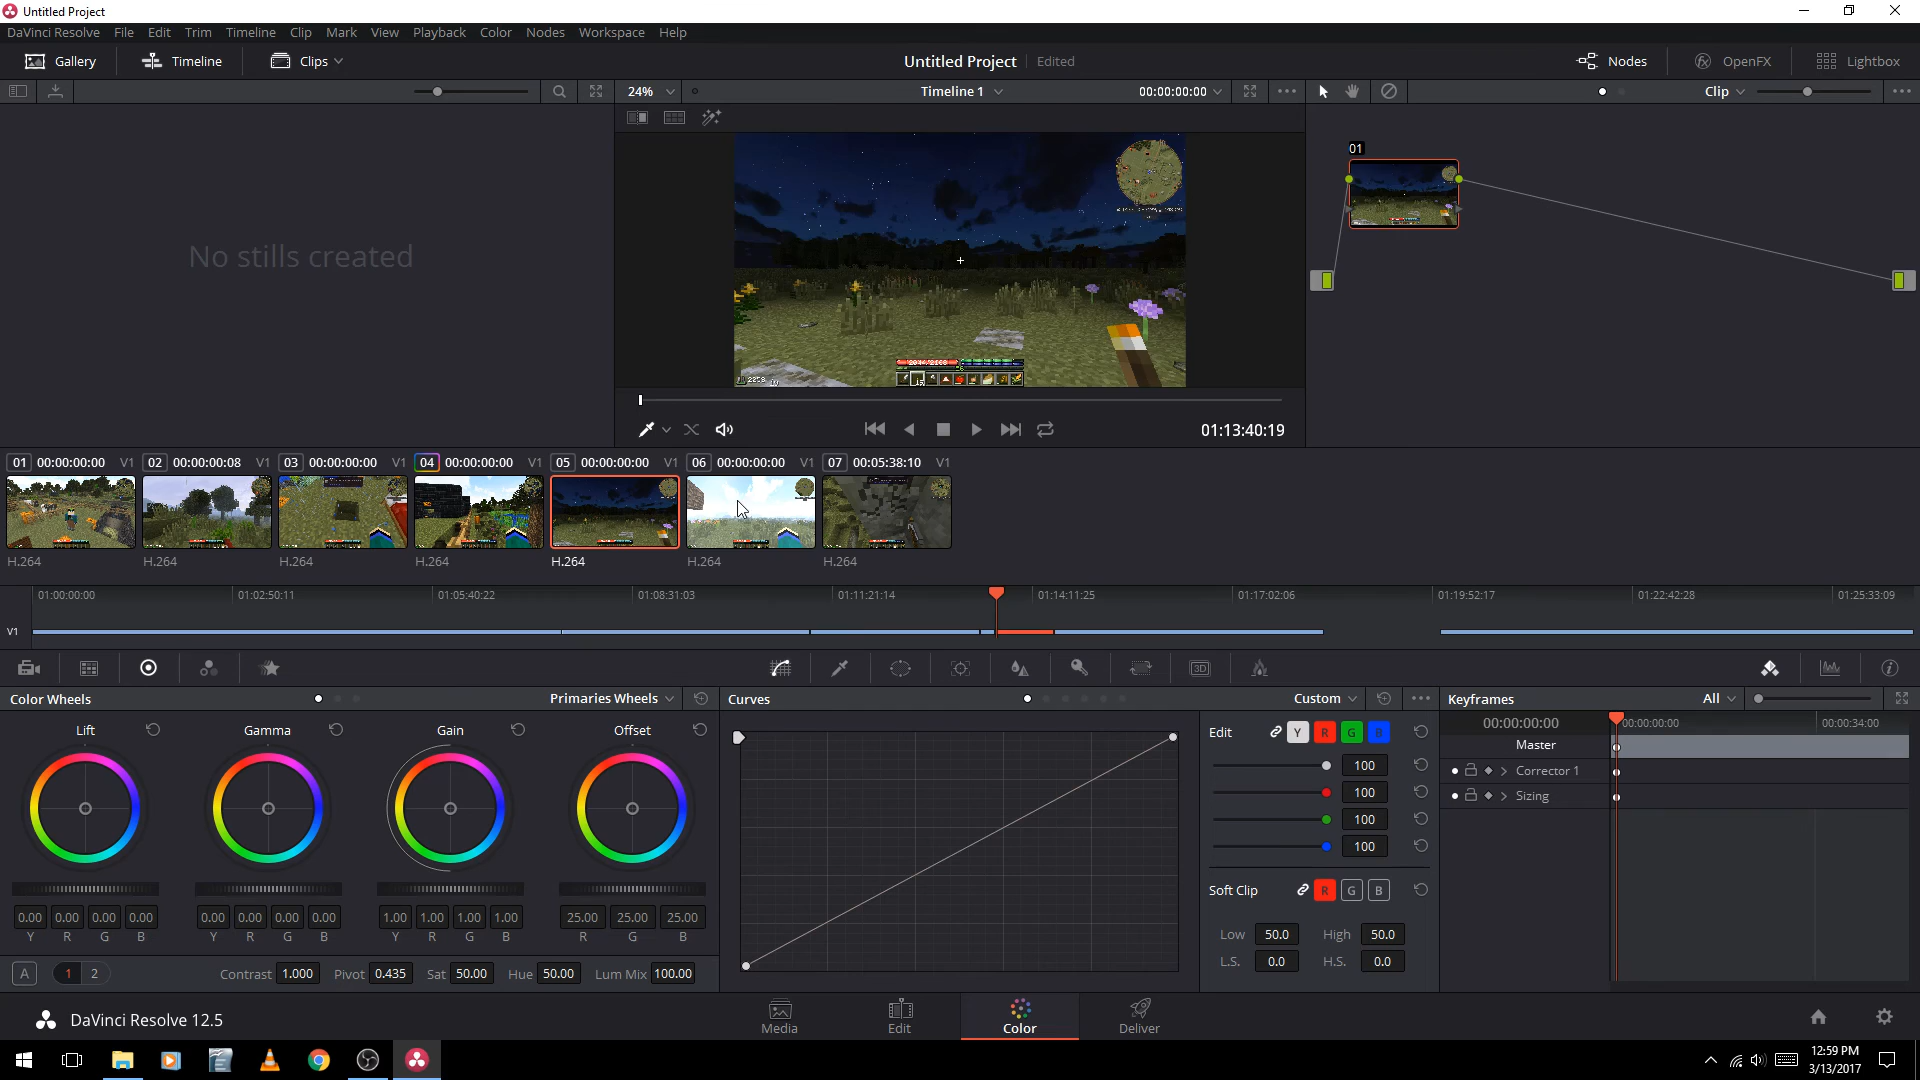 Untitled Project
DaVinci Resolve File Edit Trim Timeline Clip Mark View Playback Color Nodes Workspace Help
Gallery Timeline Clips Untitled Project Edited Nodes OpenFX Lightbox
24% Timeline 1 00:00:00:00 Clip
01
No stills created
01:13:40:19
01 00:00:00:00 V1 02 00:00:00:08 V1 03 00:00:00:00 V1 04 00:00:00:00 V1 05 00:00:00:00 V1 06 00:00:00:00 V1 07 00:05:38:10 V1
H.264 H.264 H.264 H.264 H.264 H.264 H.264
01:00:00:00 01:02:50:11 01:05:40:22 01:08:31:03 01:11:21:14 01:14:11:25 01:17:02:06 01:19:52:17 01:22:42:28 01:25:33:09
V1
3D
Color Wheels Primaries Wheels Curves Custom Keyframes All
Lift Gamma Gain Offset
Edit Y R G B
00:00:00:00 00:00:00:00 00:00:34:00
Master
100
Corrector 1
100
Sizing
100
100
Soft Clip R G B
0.00 0.00 0.00 0.00 0.00 0.00 0.00 0.00 1.00 1.00 1.00 1.00 25.00 25.00 25.00
Y R G B Y R G B Y R G B R G B
Low 50.0 High 50.0
L.S. 0.0 H.S. 0.0
A 1 2 Contrast 1.000 Pivot 0.435 Sat 50.00 Hue 50.00 Lum Mix 100.00
DaVinci Resolve 12.5 Media Edit Color Deliver
12:59 PM
3/13/2017